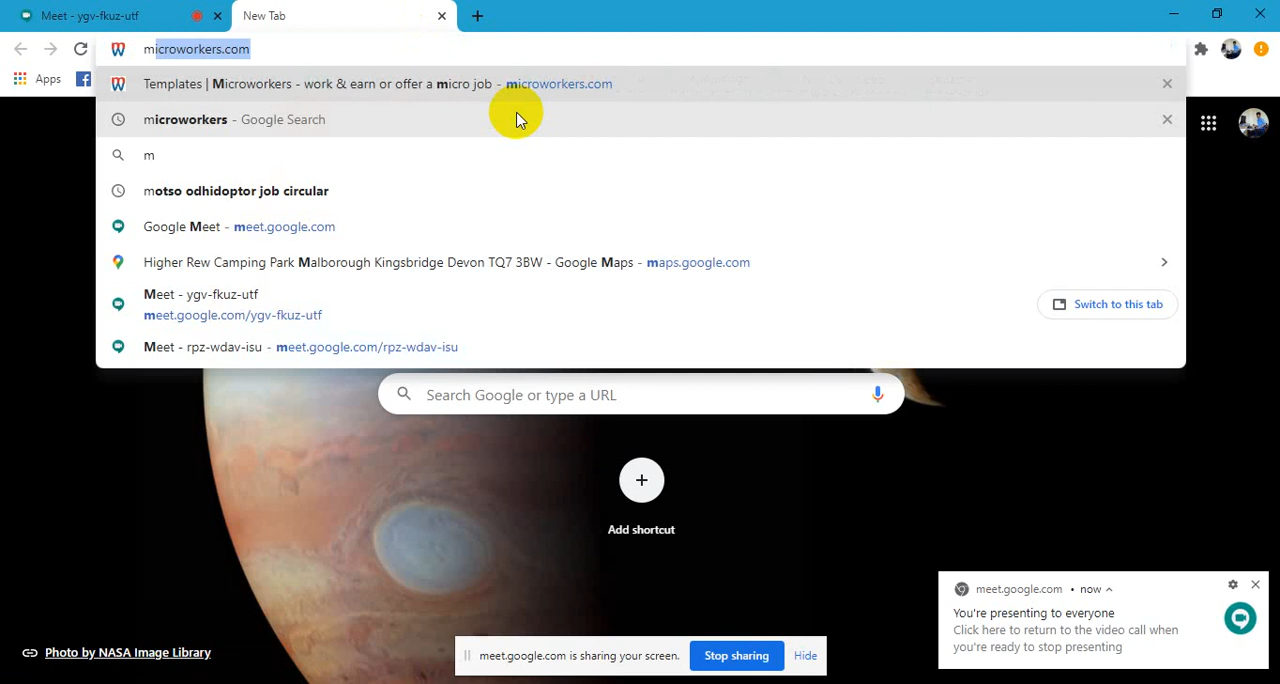 Meet - ygv-fkuz-utf
New Tab
microworkers.com
Apps
Templates | Microworkers - work & earn or offer a micro job - microworkers.com
microworkers - Google Search
m
motso odhidoptor job circular
Google Meet - meet.google.com
Higher Rew Camping Park Malborough Kingsbridge Devon TQ7 3BW - Google Maps - maps.google.com
Meet - ygv-fkuz-utf
meet.google.com/ygv-fkuz-utf
Switch to this tab
Meet - rpz-wdav-isu - meet.google.com/rpz-wdav-isu
Search Google or type a URL
Add shortcut
meet.google.com • now
You're presenting to everyone
Click here to return to the video call when
you're ready to stop presenting
Photo by NASA Image Library
meet.google.com is sharing your screen. Stop sharing Hide